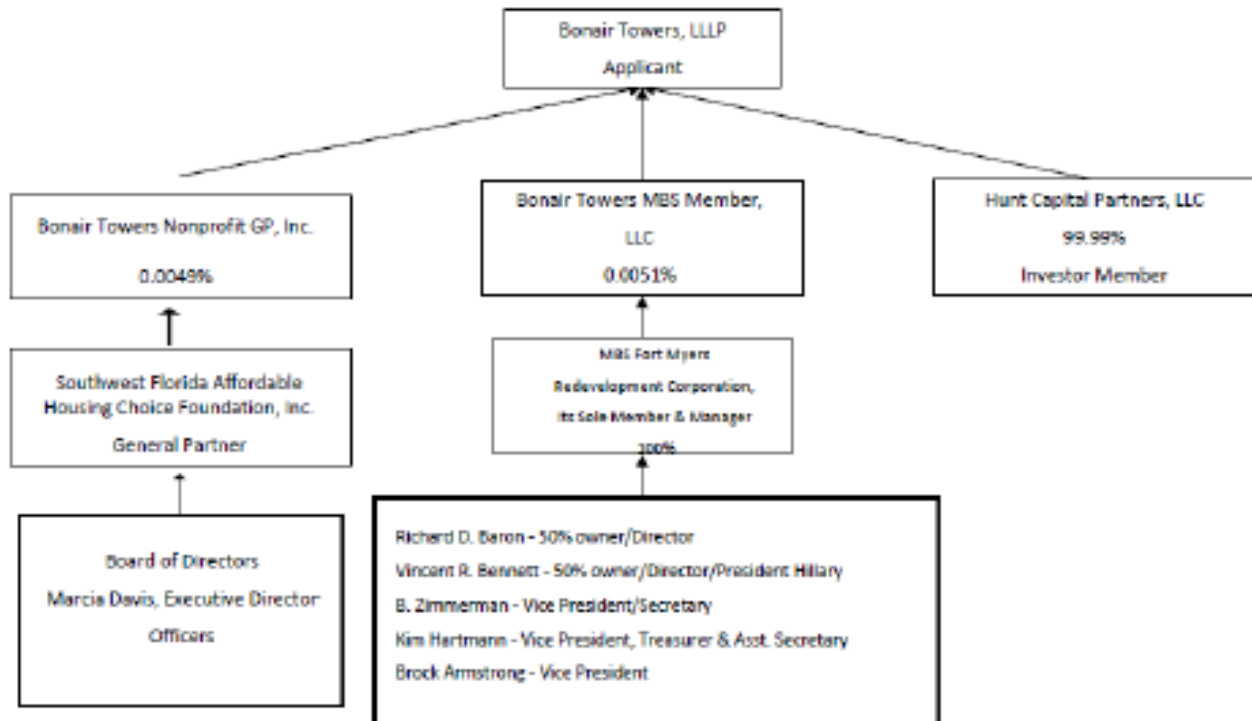 Bonair Towers, LLLP
Applicant
Bonair Towers Nonprofit GP, Inc.
0.0049%
Bonair Towers MBS Member,
LLC
0.0051%
Hunt Capital Partners, LLC
99.99%
Investor Member
Southwest Florida Affordable
Housing Choice Foundation, Inc.
General Partner
MBS Fort Myers
Redevelopment Corporation,
Its Sole Member & Manager
100%
Board of Directors
Marcia Davis, Executive Director
Officers
Richard D. Baron - 50% owner/Director
Vincent R. Bennett - 50% owner/Director/President Hillary
B. Zimmerman - Vice President/Secretary
Kim Hartmann - Vice President, Treasurer & Asst. Secretary
Brock Armstrong - Vice President